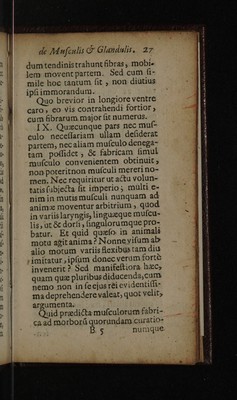 de Musculis & Glandulis. 27
dum tendinis trahunt fibras, mobi-
lem movent partem. Sed cum si-
mile hoc tantum sit, non diutius
ipsi immorandum.
Quo brevior in longiore ventre
caro, eo vis contrahendi fortior,
cum fibrarum major sit numerus.
IX. Quæcunque pars nec mus-
culo necessariam ullam desiderat
partem, nec aliam musculo denega-
tam possidet, & fabricam simul
musculo convenientem obtinuit,
non poterit non musculi mereri no-
men. Nec requiritur ut actu volun-
tatis subjecta sit imperio; multi e-
nim in mutis musculi nunquam ad
animæ moventur arbitrium, quod
in variis laryngis, linguæque muscu-
lis, ut & dorsi, singulorumque pro-
batur. Et quid quæso in animali
motu agit anima? Nonne visum ab
alio motum variis flexibus tam diu
imitatur, ipsum donec verum fortè
invenerit? Sed manifestiora hæc,
quam quæ pluribus diducenda, cum
nemo non in se ejus rei evidentissi-
ma deprehendere valeat, quot velit,
argumenta.
Quid prædicta musculorum fabri-
ca ad morborũ quorundam curatio-
B 5 numque